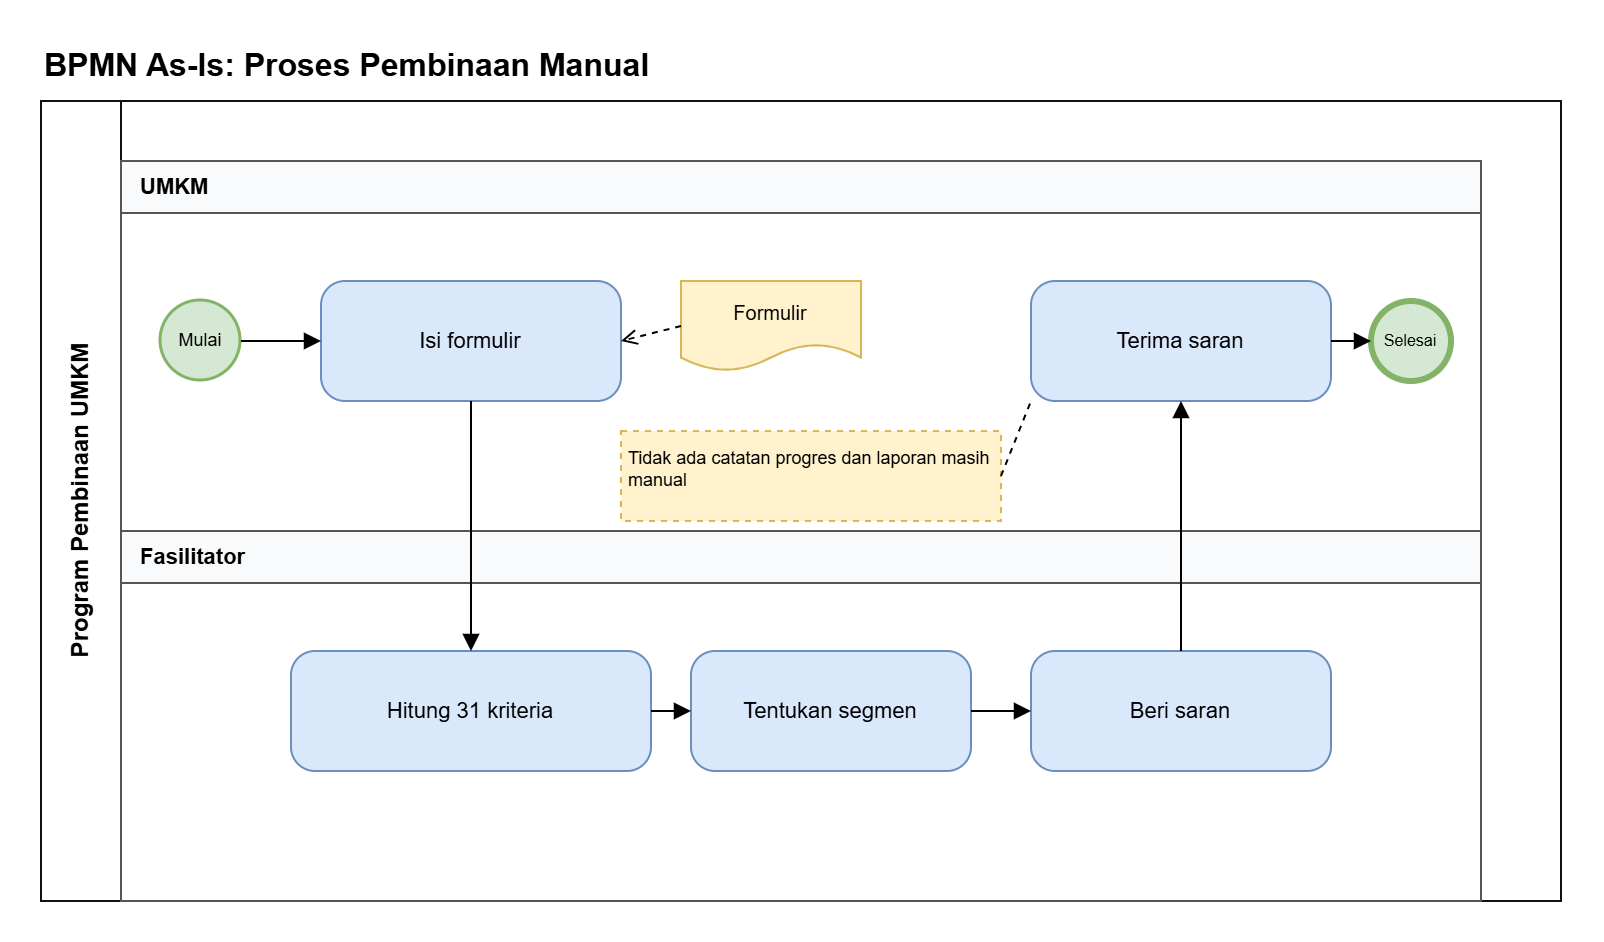 BPMN As-Is: Proses Pembinaan Manual
Program Pembinaan UMKM
UMKM
Mulai
Isi formulir
Formulir
Terima saran
Selesai
Tidak ada catatan progres dan laporan masih
manual
Fasilitator
Hitung 31 kriteria
Tentukan segmen
Beri saran